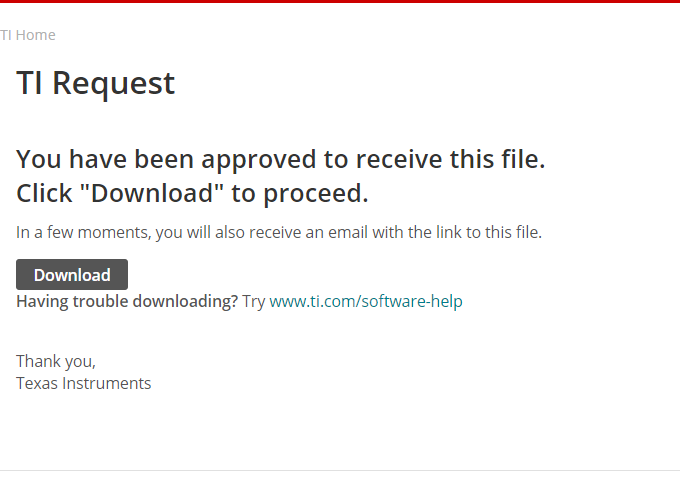 TI Home
TI Request
You have been approved to receive this file.
Click "Download" to proceed.
In a few moments, you will also receive an email with the link to this file.
Download
Having trouble downloading? Try www.ti.com/software-help
Thank you,
Texas Instruments